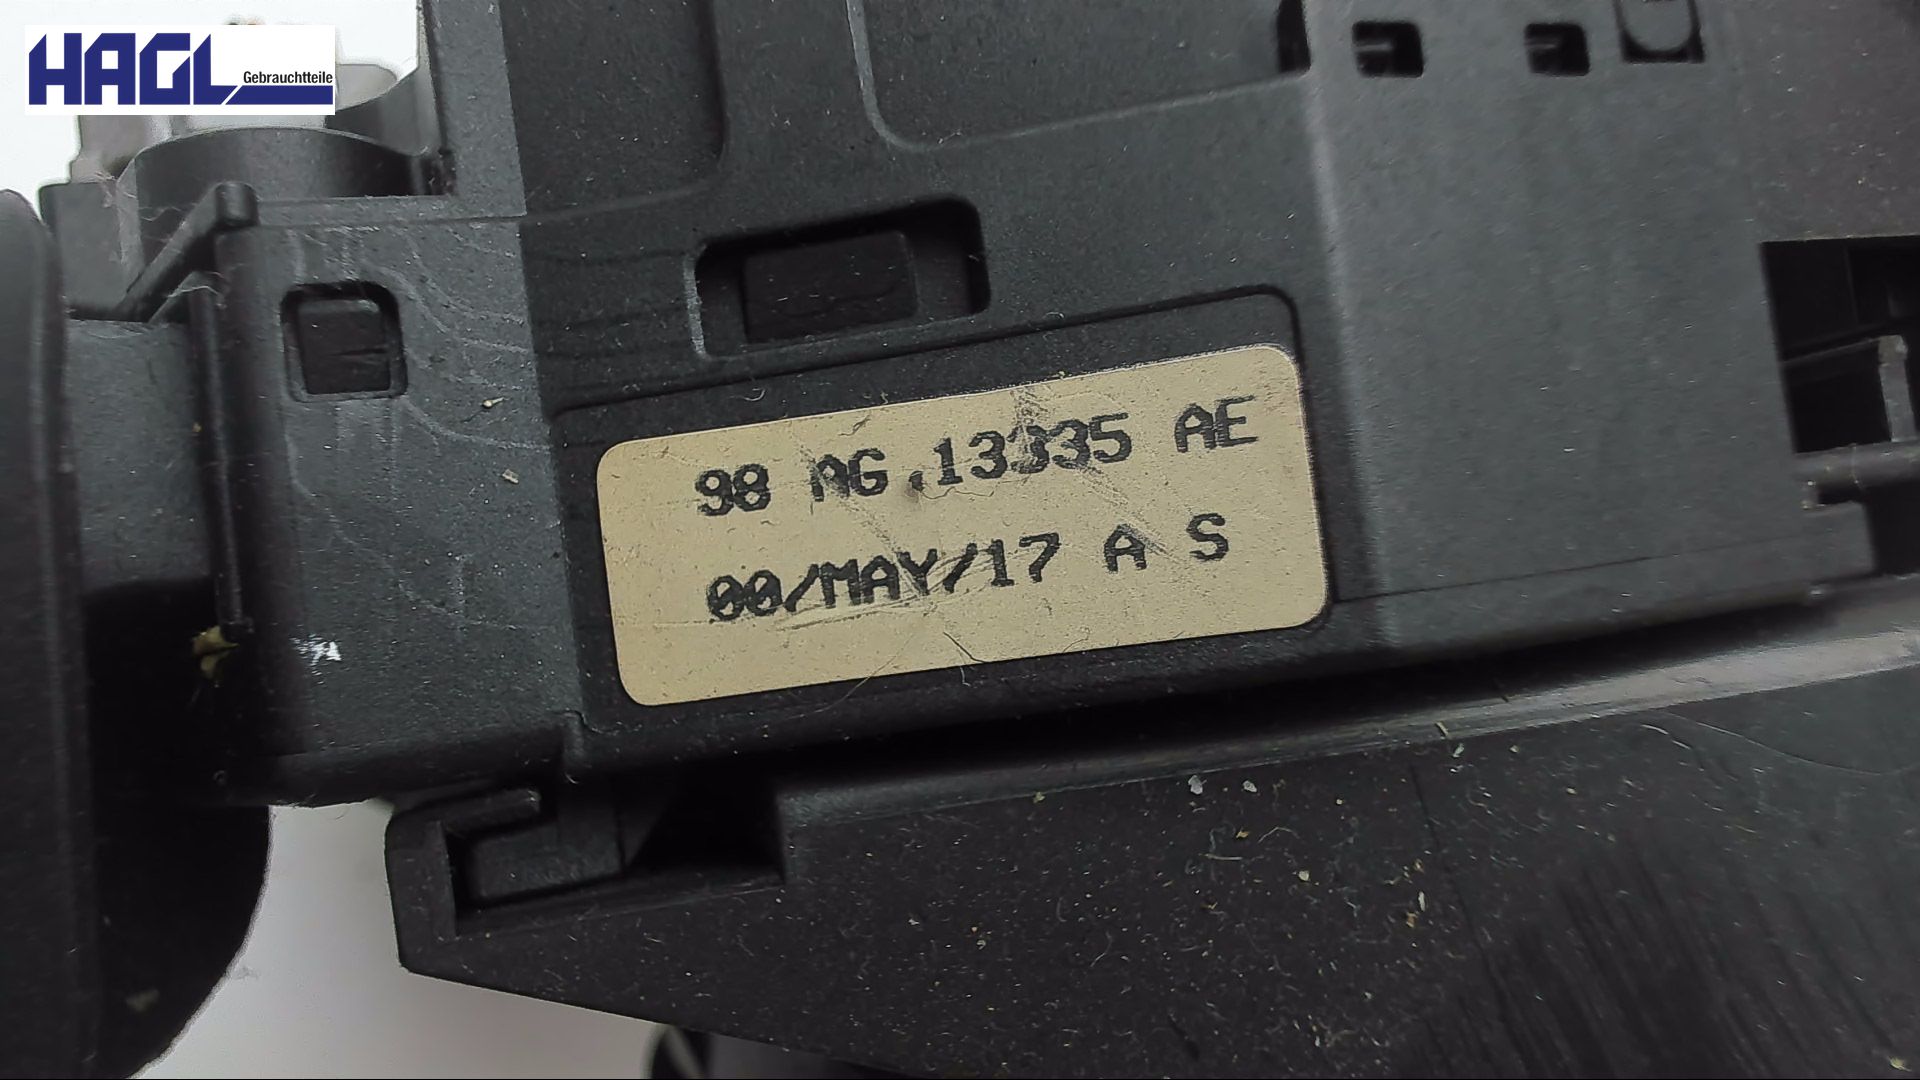 HAGL
Gebrauchtteile
98 AG 13335 AE
00/MAY/17 A S